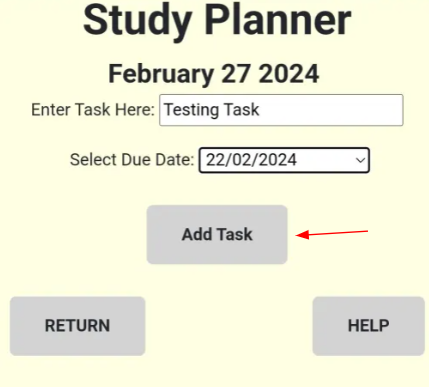 Study Planner
February 27 2024
Enter Task Here: Testing Task
Select Due Date: 22/02/2024
Add Task
RETURN HELP